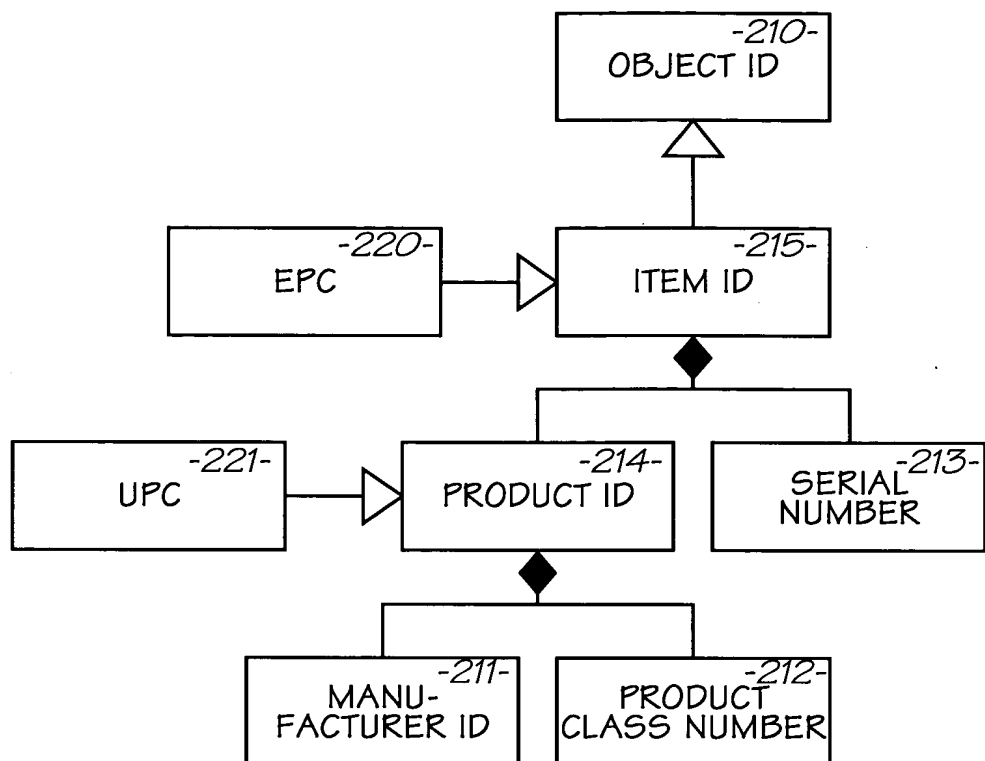 -210-
OBJECT ID
-220-
EPC
-215-
ITEM ID
-221-
UPC
-214-
PRODUCT ID
-213-
SERIAL
NUMBER
-211-
MANU-
FACTURER ID
-212-
PRODUCT
CLASS NUMBER